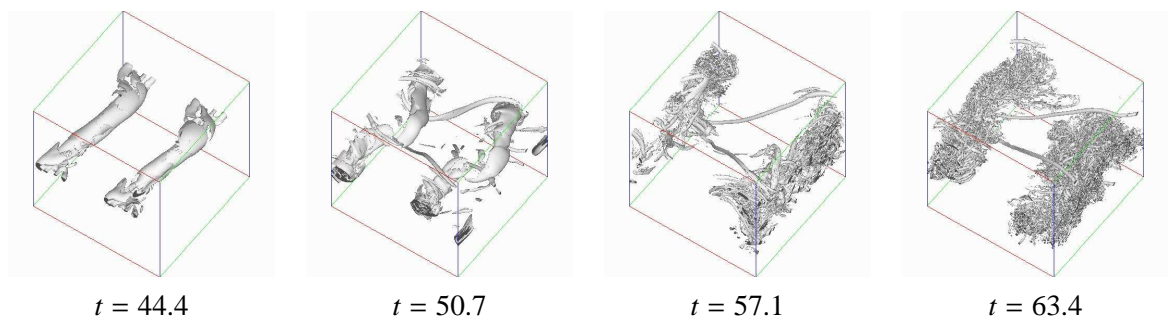 t = 44.4
t = 50.7
t = 57.1
t = 63.4